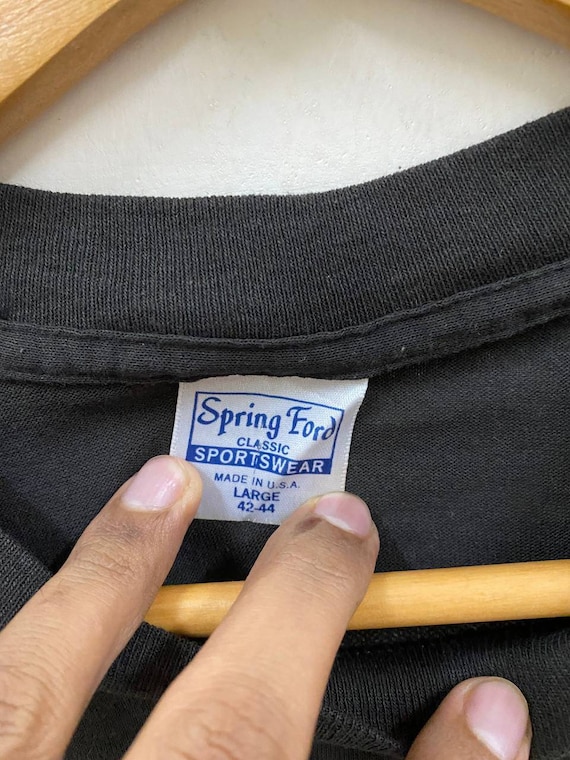 Spring Ford
CLASSIC
SPORTSWEAR
MADE IN U.S.A.
LARGE
42-44